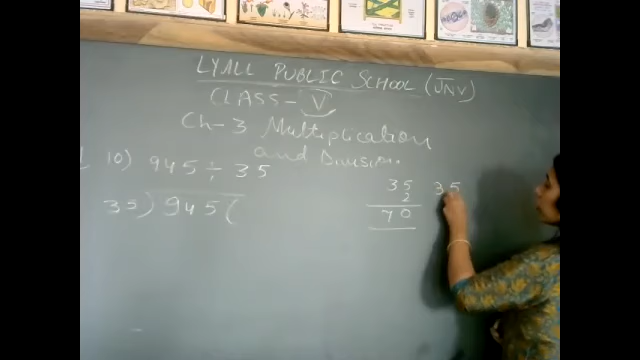 LYALL PUBLIC SCHOOL (JNV)
CLASS - V
Ch-3 Multiplication
and Division.
10) 945 ÷ 35
35) 945 (
35 35
2
70